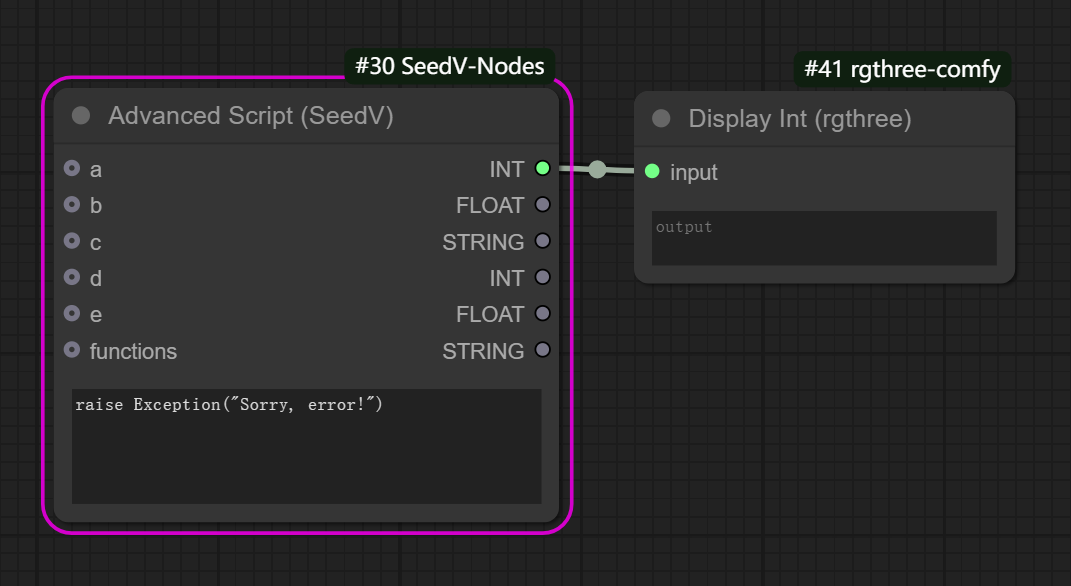 #30 SeedV-Nodes
#41 rgthree-comfy
Advanced Script (SeedV)
Display Int (rgthree)
a
INT
input
b
FLOAT
output
c
STRING
d
INT
e
FLOAT
functions
STRING
raise Exception("Sorry, error!")